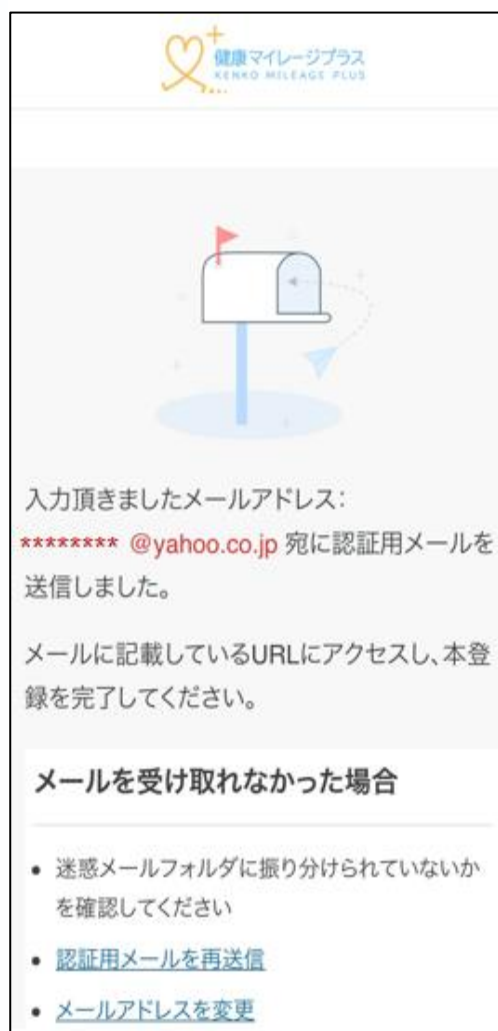 健康マイレージプラス
KENKO MILEAGE PLUS
入力頂きましたメールアドレス：
******** @yahoo.co.jp 宛に認証用メールを
送信しました。
メールに記載しているURLにアクセスし、本登
録を完了してください。
メールを受け取れなかった場合
• 迷惑メールフォルダに振り分けられていないか
を確認してください
• 認証用メールを再送信
• メールアドレスを変更